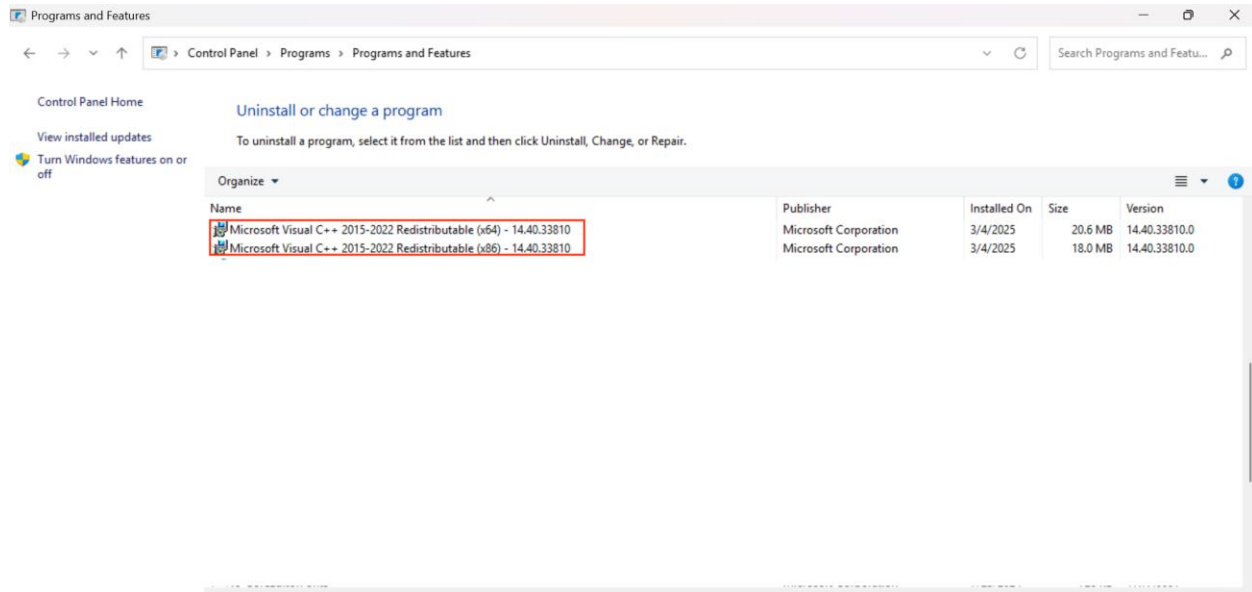 Programs and Features
Control Panel > Programs > Programs and Features
Search Programs and Featu...
Control Panel Home
View installed updates
Turn Windows features on or
off
Uninstall or change a program
To uninstall a program, select it from the list and then click Uninstall, Change, or Repair.
Organize
Name Publisher Installed On Size Version
Microsoft Visual C++ 2015-2022 Redistributable (x64) - 14.40.33810 Microsoft Corporation 3/4/2025 20.6 MB 14.40.33810.0
Microsoft Visual C++ 2015-2022 Redistributable (x86) - 14.40.33810 Microsoft Corporation 3/4/2025 18.0 MB 14.40.33810.0